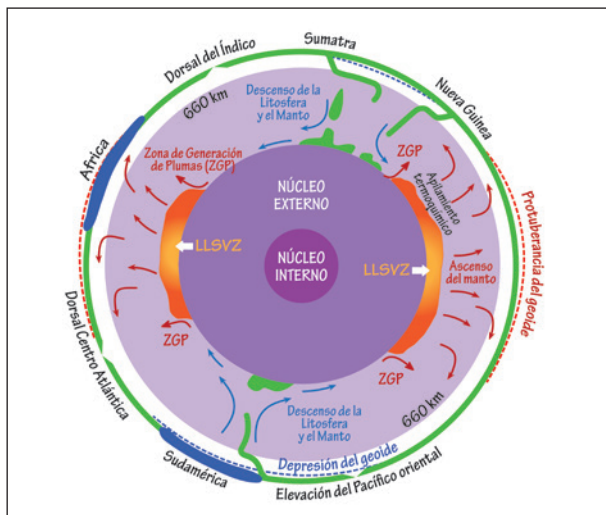 Sumatra
Dorsal del Índico
Nueva Guinea
660 km
Descenso de la
Litosfera
y el Manto
África
Zona de Generación
de Plumas (ZGP)
ZGP
Apilamiento
termoquímico
NÚCLEO
EXTERNO
Protuberancia del geoide
LLSVZ
NÚCLEO
INTERNO
LLSVZ
Ascenso
del manto
ZGP
ZGP
Dorsal Centro Atlántica
660 km
Descenso de la
Litosfera
y el Manto
Sudamérica
Depresión del geoide
Elevación del Pacífico oriental